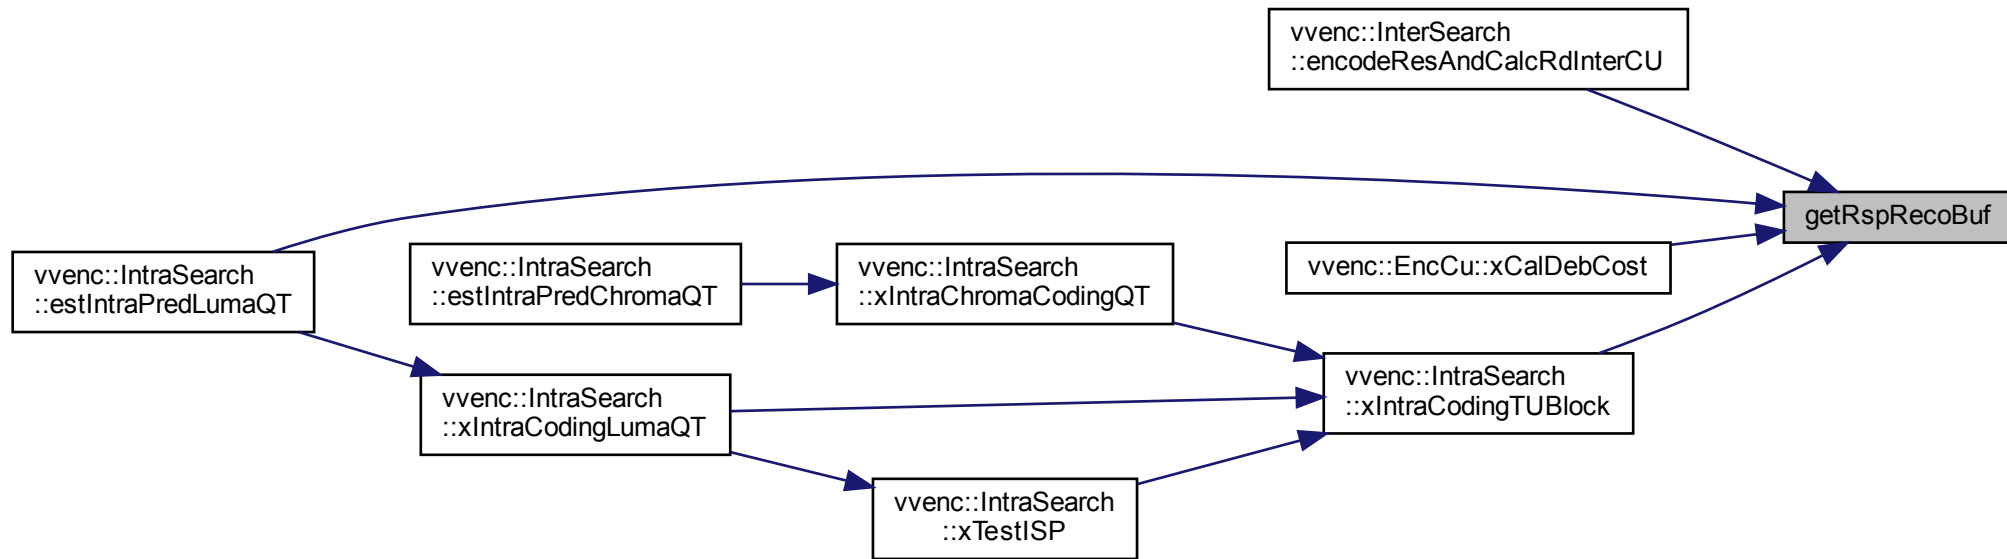 vvenc::InterSearch
::encodeResAndCalcRdInterCU
getRspRecoBuf
vvenc::IntraSearch
::estIntraPredLumaQT
vvenc::IntraSearch
::estIntraPredChromaQT
vvenc::IntraSearch
::xIntraChromaCodingQT
vvenc::EncCu::xCalDebCost
vvenc::IntraSearch
::xIntraCodingLumaQT
vvenc::IntraSearch
::xIntraCodingTUBlock
vvenc::IntraSearch
::xTestISP